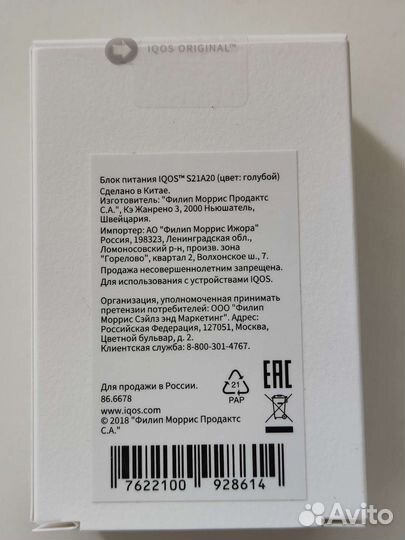 IQOS ORIGINAL™
Блок питания IQOS™ S21A20 (цвет: голубой)
Сделано в Китае.
Изготовитель: "Филип Моррис Продактс
С.А.", Кэ Жанрено 3, 2000 Ньюшатель,
Швейцария.
Импортер: АО "Филип Моррис Ижора"
Россия, 198323, Ленинградская обл.,
Ломоносовский р-н, произв. зона
"Горелово", квартал 2, Волхонское ш., 7.
Продажа несовершеннолетним запрещена.
Для использования с устройством IQOS.
Организация, уполномоченная принимать
претензии потребителей: ООО "Филип
Моррис Сэйлз энд Маркетинг". Адрес:
Российская Федерация, 127051, Москва,
Цветной бульвар, д. 2.
Клиентская служба: 8-800-301-4767.
EAC
Для продажи в России.
86.6678
www.iqos.com
© 2018 "Филип Моррис Продактс
С.А."
21
PAP
7622100 928614
Avito